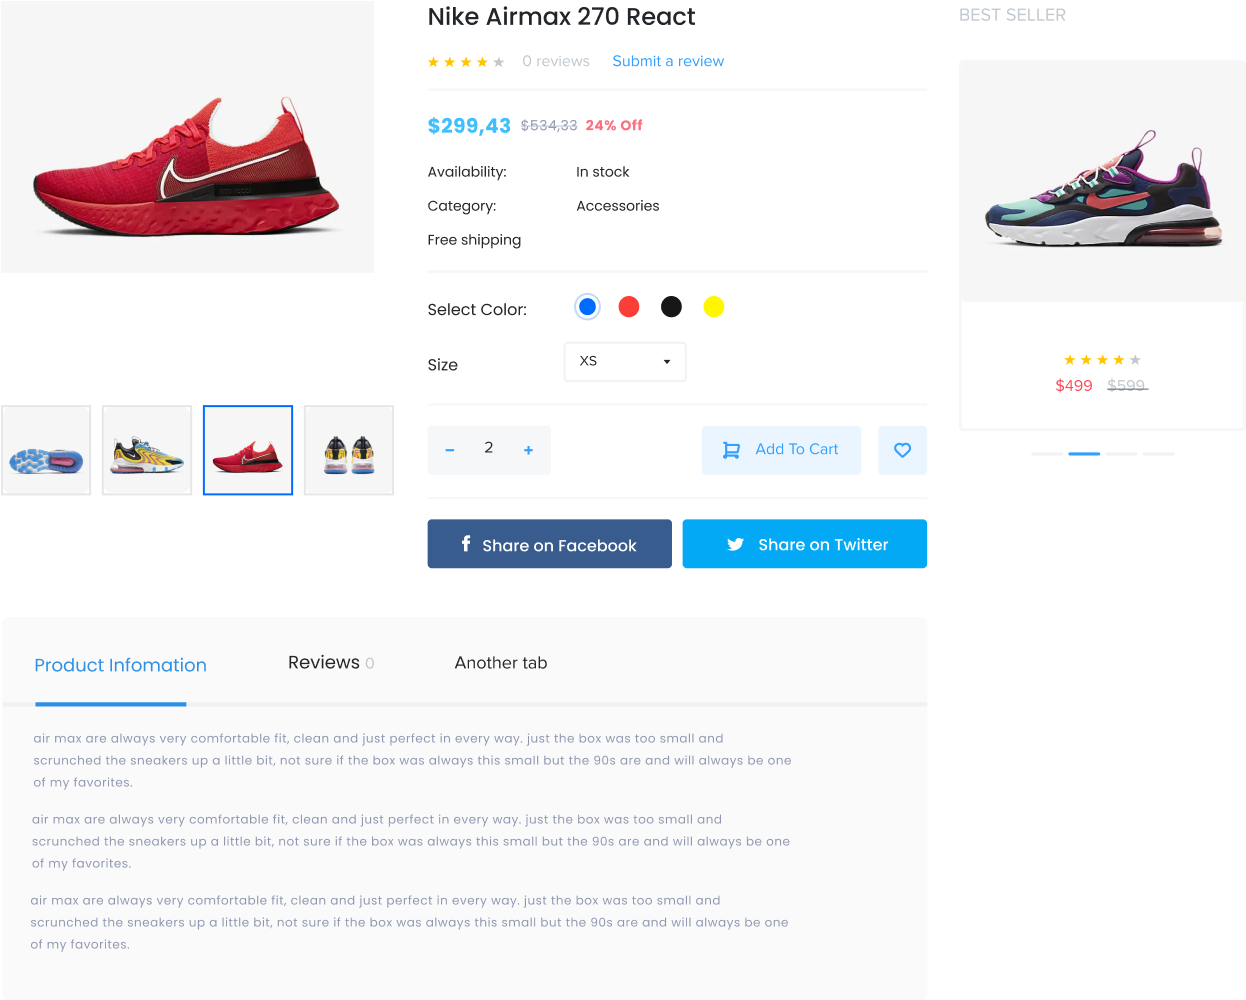 Nike Airmax 270 React
0 reviews Submit a review
$299,43 $534,33 24% Off
Availability: In stock
Category: Accessories
Free shipping
Select Color:
Size XS
- 2 +
Add To Cart
Share on Facebook
Share on Twitter
BEST SELLER
$499 $599
Product Infomation Reviews 0 Another tab
air max are always very comfortable fit, clean and just perfect in every way. just the box was too small and
scrunched the sneakers up a little bit, not sure if the box was always this small but the 90s are and will always be one
of my favorites.
air max are always very comfortable fit, clean and just perfect in every way. just the box was too small and
scrunched the sneakers up a little bit, not sure if the box was always this small but the 90s are and will always be one
of my favorites.
air max are always very comfortable fit, clean and just perfect in every way. just the box was too small and
scrunched the sneakers up a little bit, not sure if the box was always this small but the 90s are and will always be one
of my favorites.